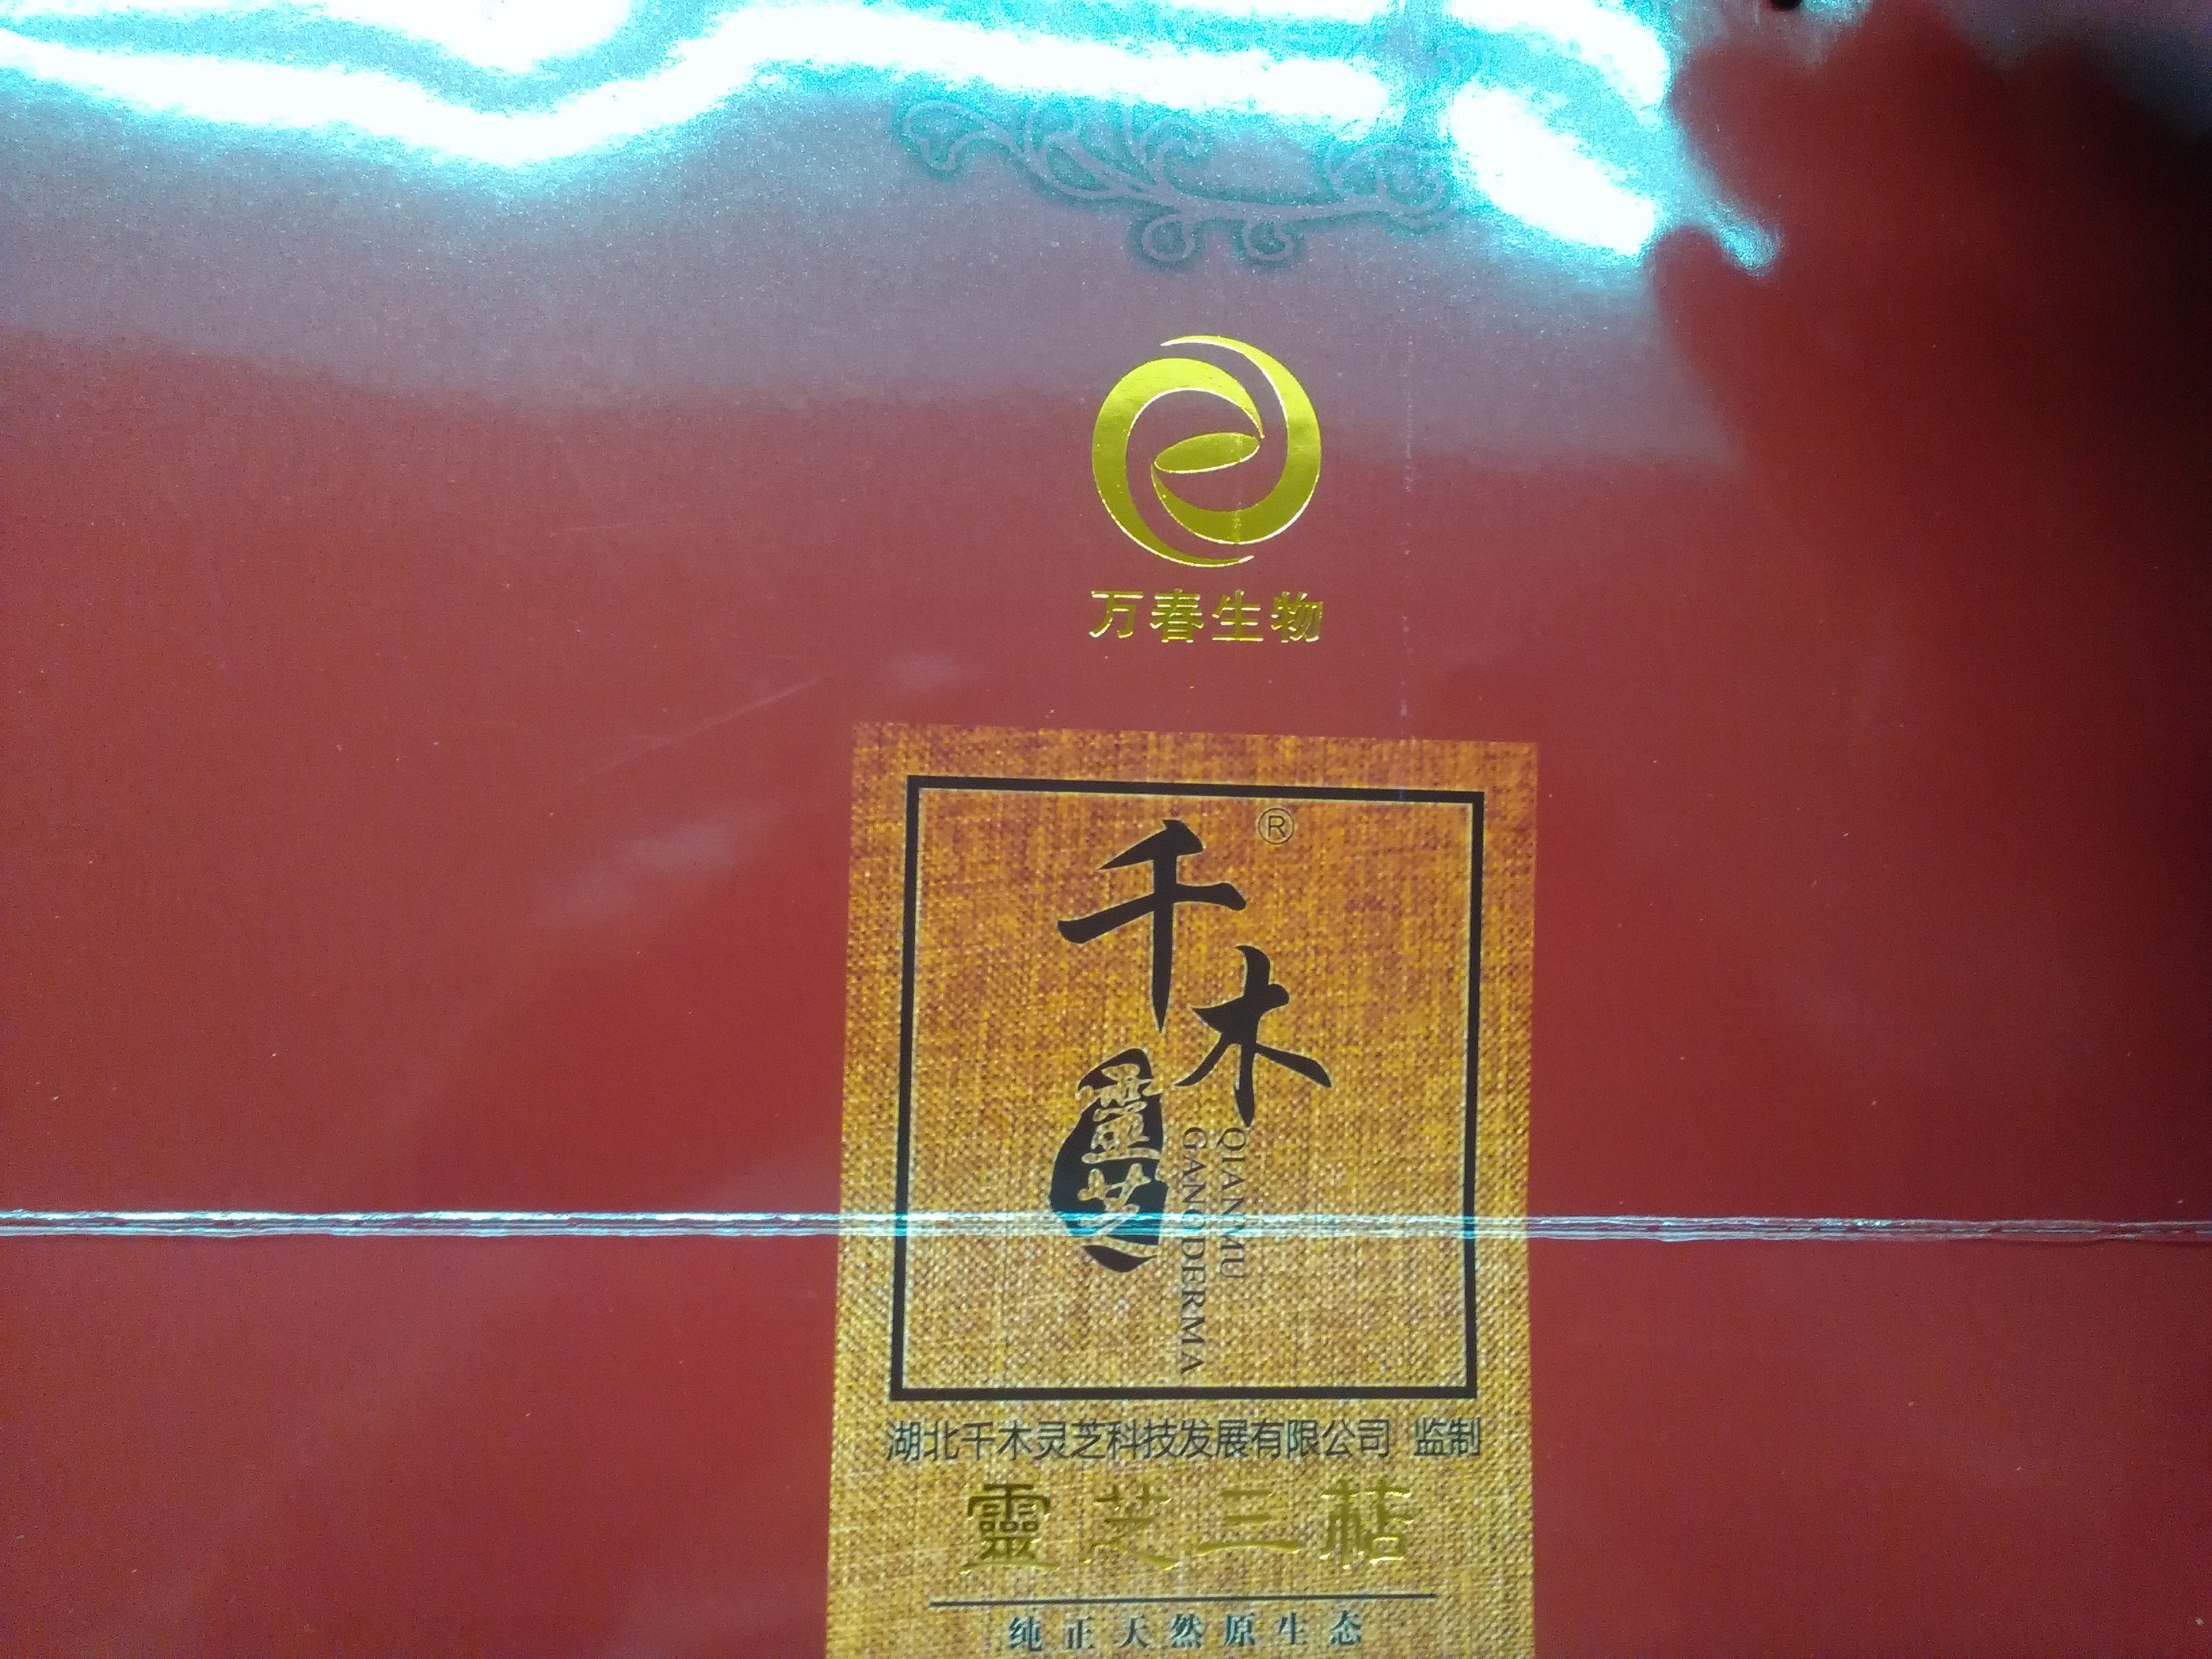 万春生物
千木
®
靈芝
QIANMU
GANODERMA
湖北千木灵芝科技发展有限公司 监制
靈芝三萜
纯正天然原生态